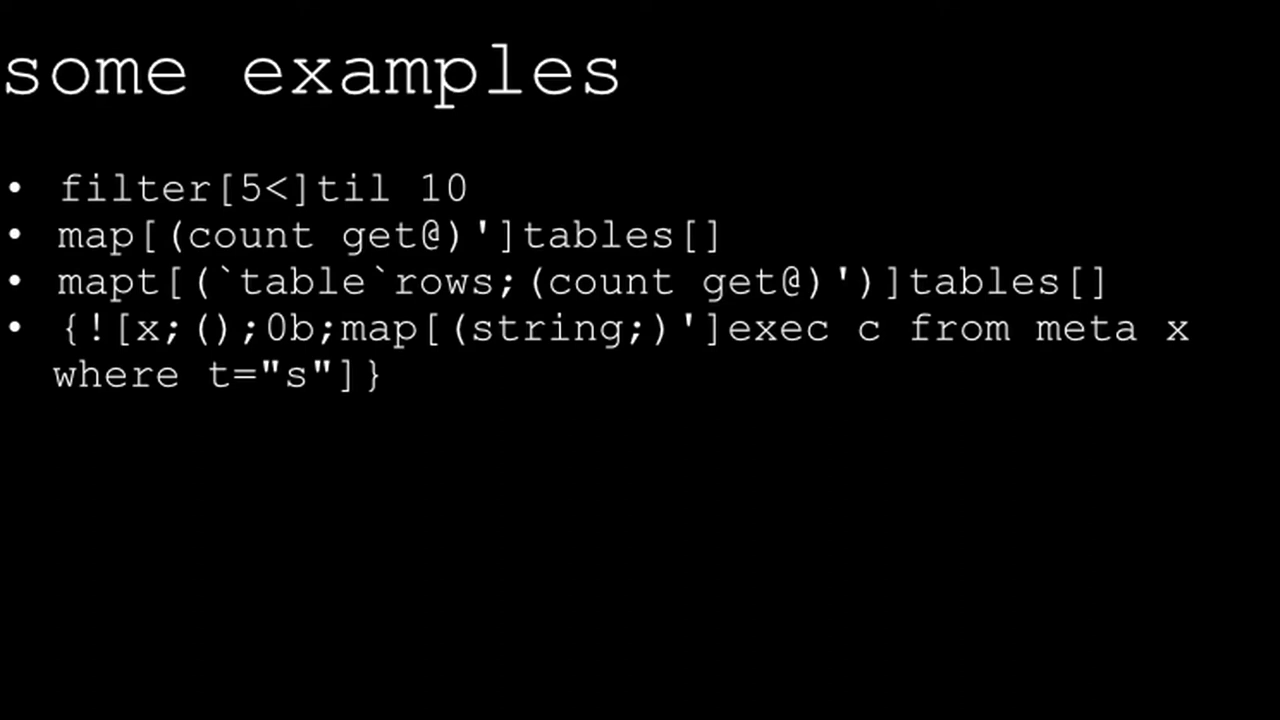 some examples
• filter[5<]til 10
• map[(count get@)']tables[]
• mapt[(`table`rows;(count get@)')]tables[]
• {![x;();0b;map[(string;)']exec c from meta x
where t="s"]}